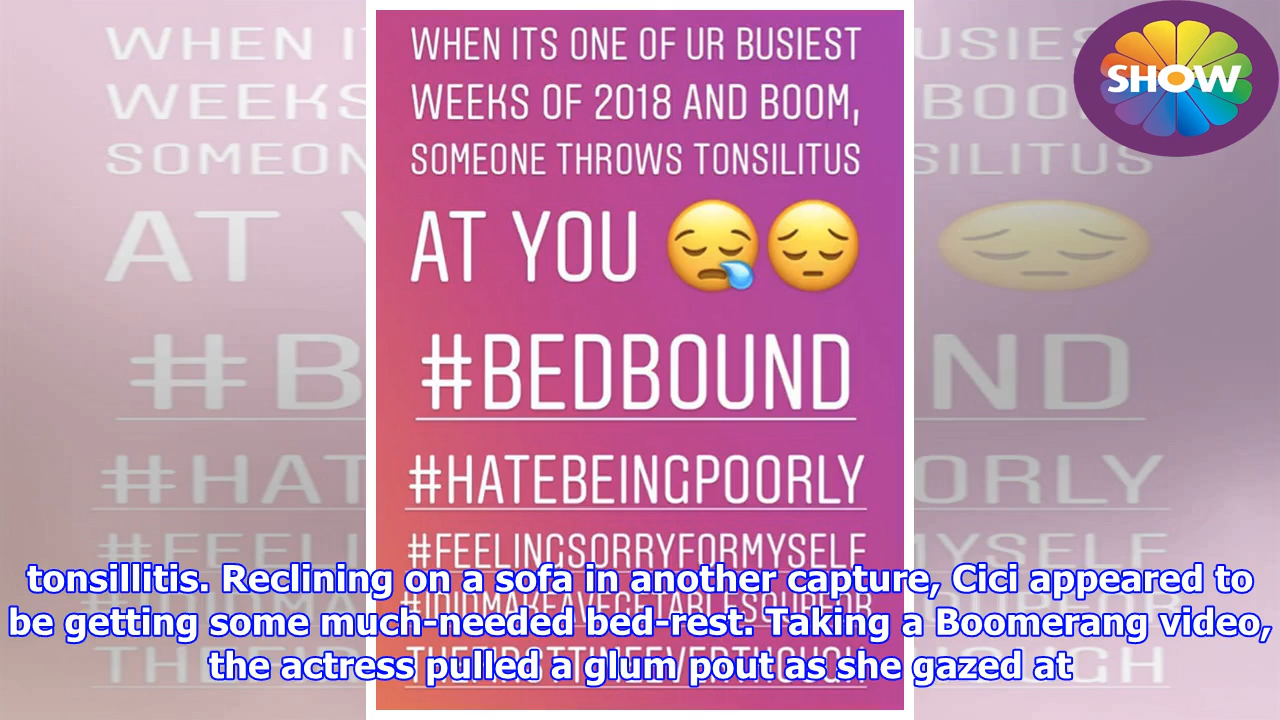 SHOW
WHEN ITS ONE OF UR BUSIEST
WEEKS OF 2018 AND BOOM,
SOMEONE THROWS TONSILITUS
AT YOU 😪😔
#BEDBOUND
#HATEBEINGPOORLY
#FEELINGSORRYFORMYSELF
#IDIDMAKEAVEGETABLESOUPFOR
THEFIRSTTIMEEVERTHOUGH
tonsillitis. Reclining on a sofa in another capture, Cici appeared to
be getting some much-needed bed-rest. Taking a Boomerang video,
the actress pulled a glum pout as she gazed at